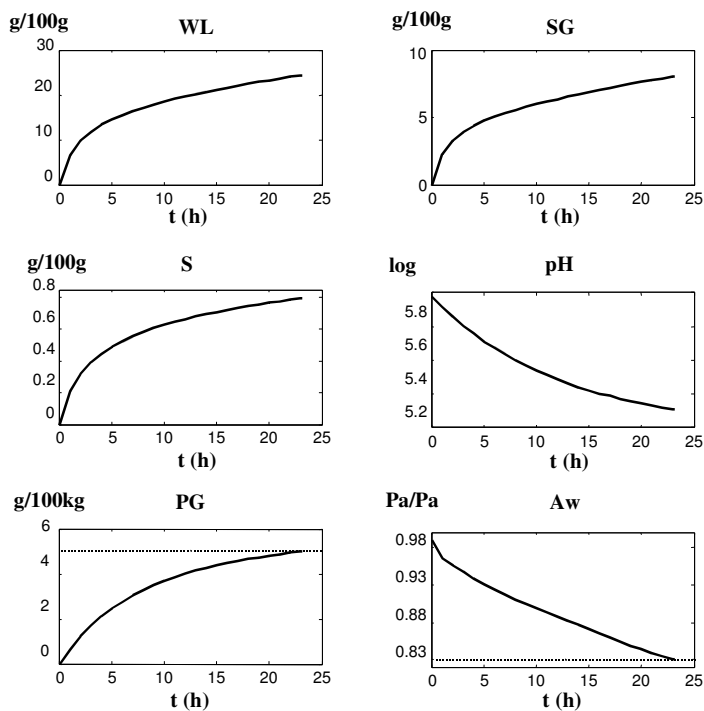 g/100g WL
30
20
10
0
0 5 10 15 20 25
t (h)
g/100g SG
10
5
0
0 5 10 15 20 25
t (h)
g/100g S
0.8
0.6
0.4
0.2
0
0 5 10 15 20 25
t (h)
log pH
5.8
5.6
5.4
5.2
0 5 10 15 20 25
t (h)
g/100kg PG
6
4
2
0
0 5 10 15 20 25
t (h)
Pa/Pa Aw
0.98
0.93
0.88
0.83
0 5 10 15 20 25
t (h)